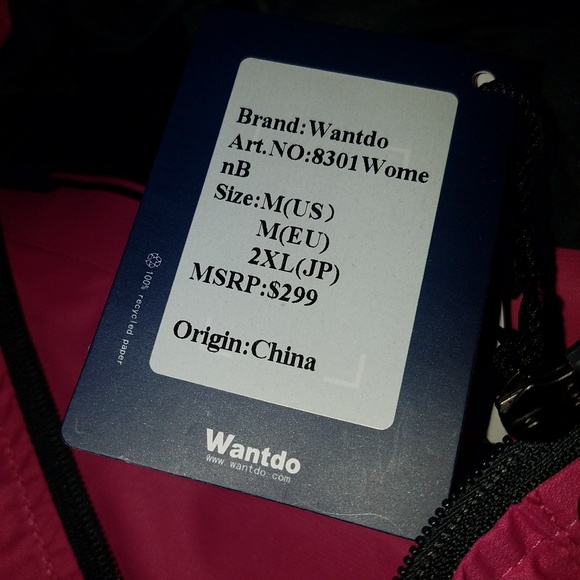 Brand:Wantdo
Art.NO:8301Wome
nB
Size:M(US)
M(EU)
2XL(JP)
MSRP:$299
Origin:China
100% recycled paper
Wantdo
www.wantdo.com